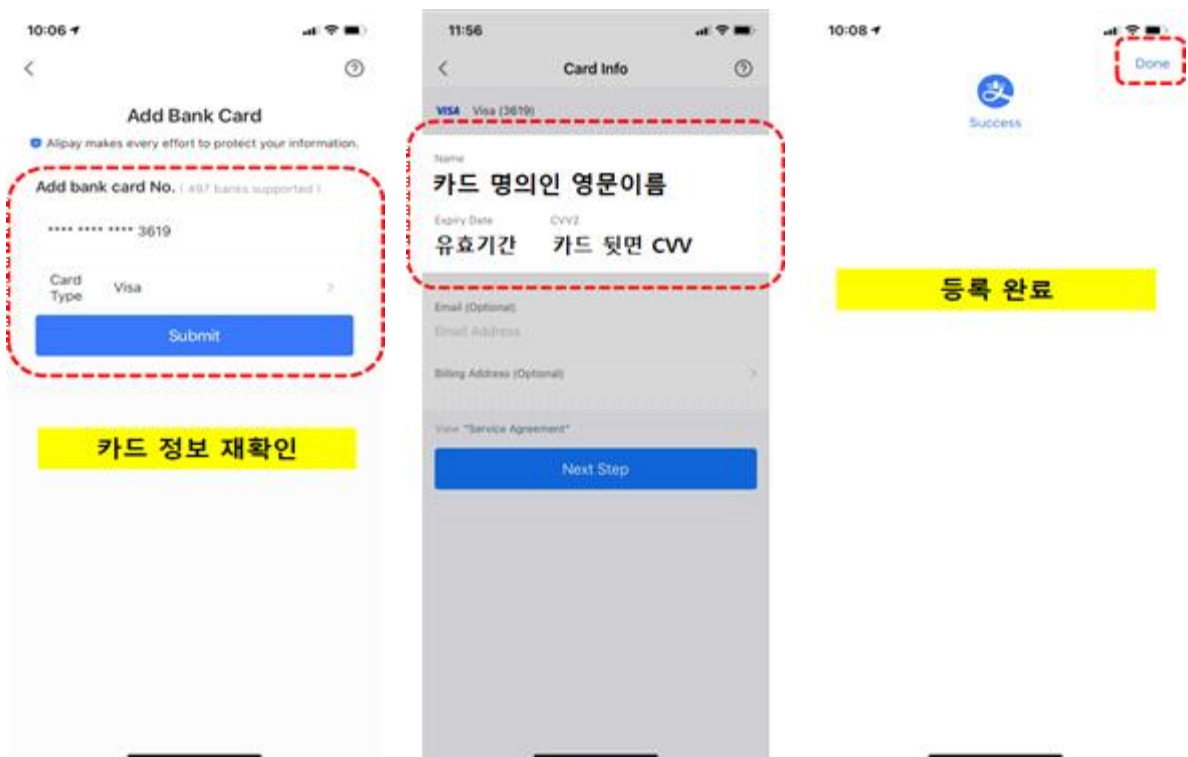 10:06
Add Bank Card
Alipay makes every effort to protect your information.
Add bank card No. ( 497 banks supported )
**** **** **** 3619
Card Type Visa
Submit
카드 정보 재확인
11:56
Card Info
VISA Visa (3619)
Name
카드 명의인 영문이름
Expiry Date CVV2
유효기간 카드 뒷면 CVV
Email (Optional)
Email Address
Billing Address (Optional)
View "Service Agreement"
Next Step
10:08
Done
支
Success
등록 완료